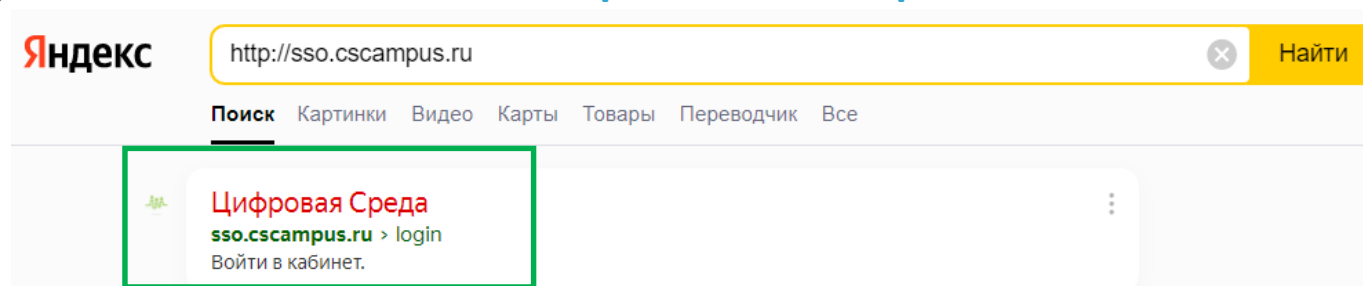 Яндекс
http://sso.cscampus.ru
Найти
Поиск Картинки Видео Карты Товары Переводчик Все
Цифровая Среда
sso.cscampus.ru › login
Войти в кабинет.